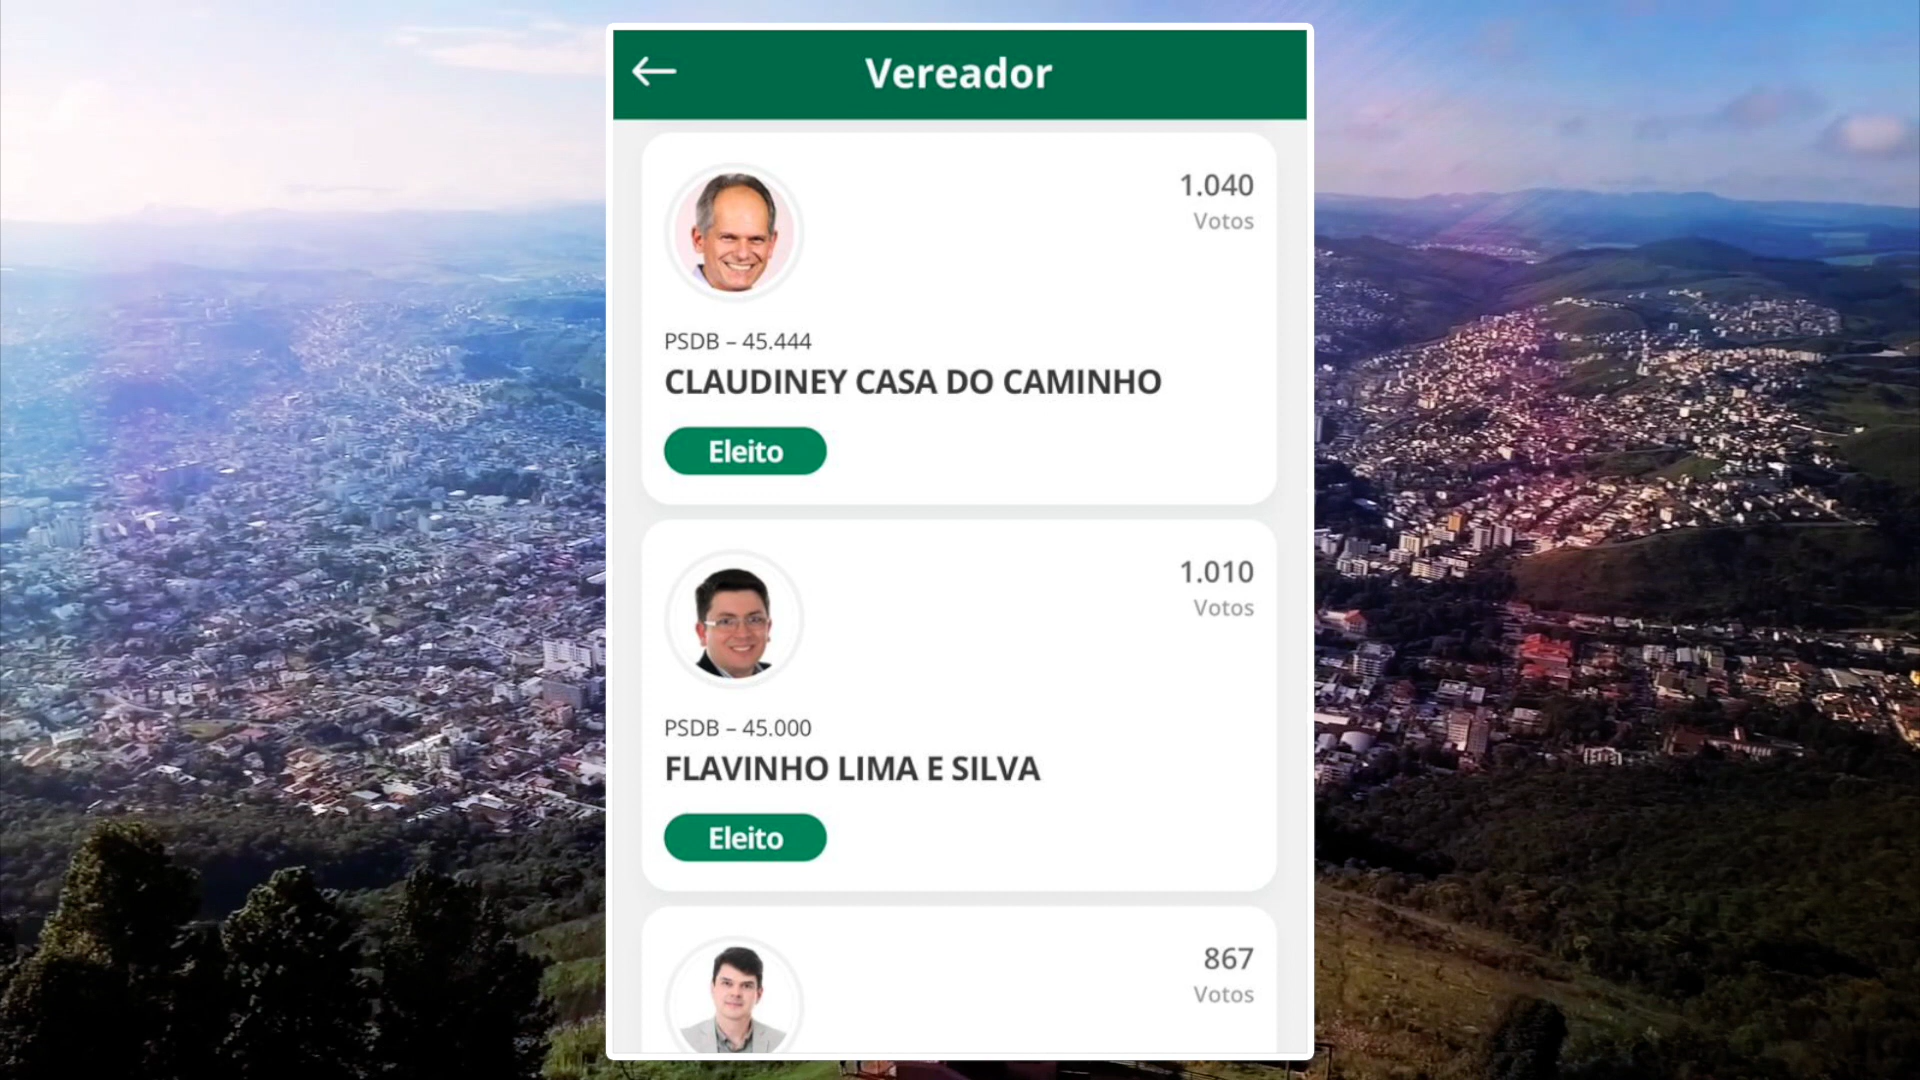 Vereador
1.040
Votos
PSDB – 45.444
CLAUDINEY CASA DO CAMINHO
Eleito
1.010
Votos
PSDB – 45.000
FLAVINHO LIMA E SILVA
Eleito
867
Votos